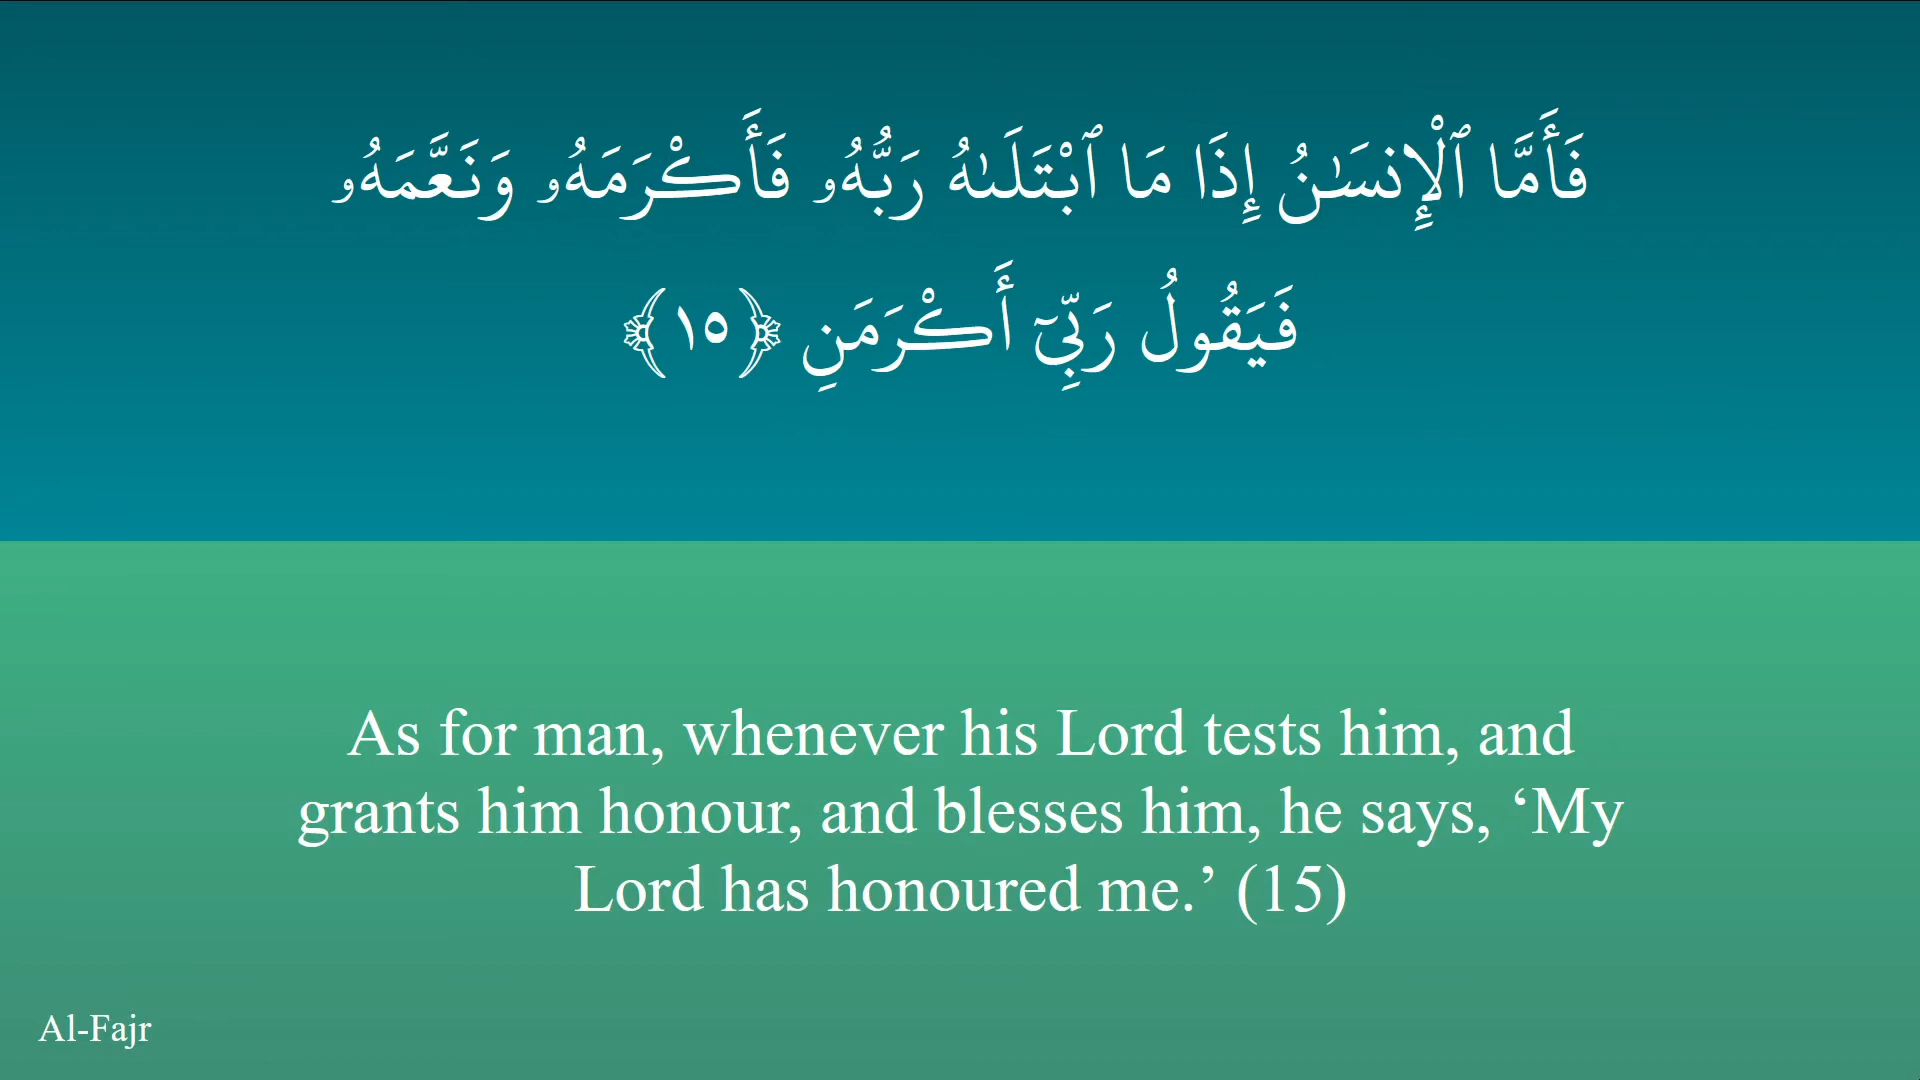 فَأَمَّا ٱلْإِنسَـٰنُ إِذَا مَا ٱبْتَلَىٰهُ رَبُّهُۥ فَأَكْرَمَهُۥ وَنَعَّمَهُۥ
فَيَقُولُ رَبِّىٓ أَكْرَمَنِ ﴿١٥﴾
As for man, whenever his Lord tests him, and
grants him honour, and blesses him, he says, ‘My
Lord has honoured me.’ (15)
Al-Fajr